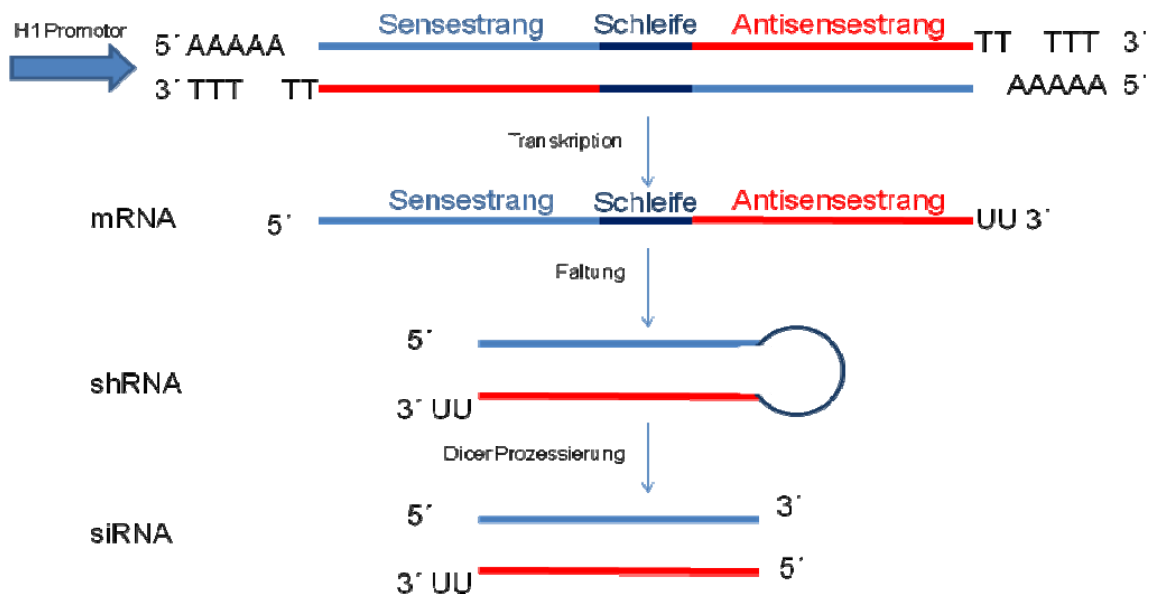 Sensestrang Schleife Antisensestrang
H1 Promotor
5´ AAAAA TT TTT 3´
3´ TTT TT AAAAA 5´
Transkription
Sensestrang Schleife Antisensestrang
mRNA 5´ UU 3´
Faltung
5´
shRNA
3´ UU
Dicer Prozessierung
5´ 3´
siRNA
3´ UU 5´